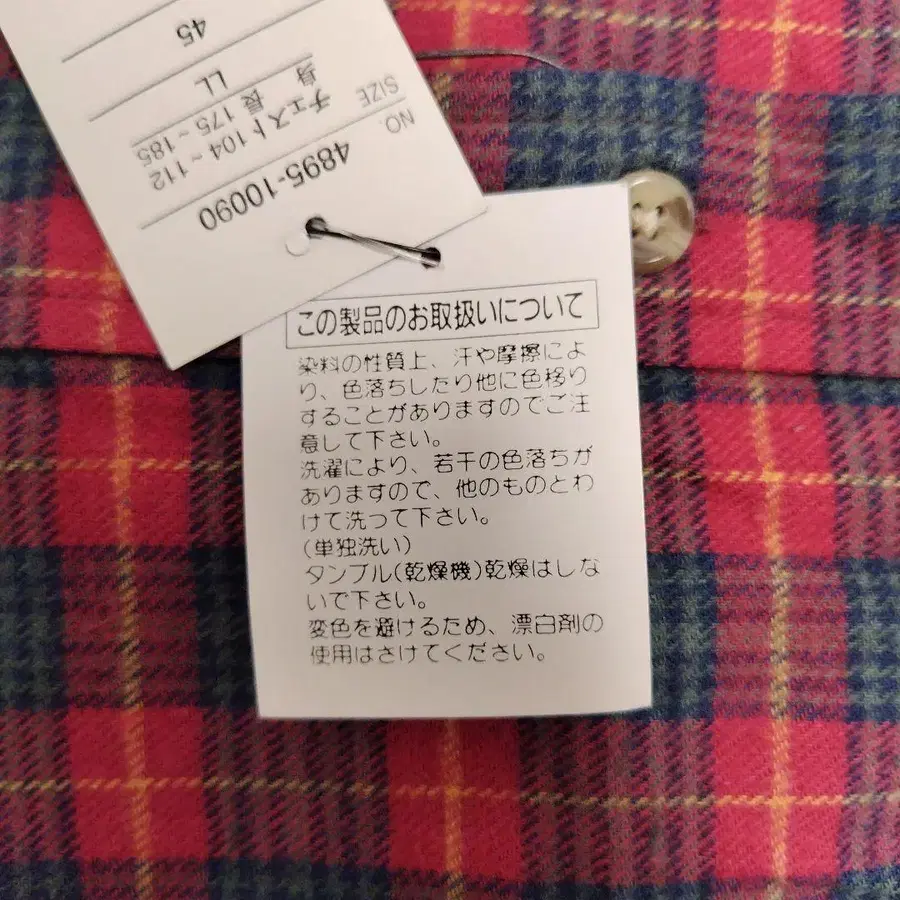 NO
4895-10090
SIZE
チェスト104～112
身長175～185
LL
45
この製品のお取扱いについて
染料の性質上、汗や摩擦によ
り、色落ちしたり他に色移り
することがありますのでご注
意して下さい。
洗濯により、若干の色落ちが
ありますので、他のものとわ
けて洗って下さい。
(単独洗い)
タンブル(乾燥機)乾燥はしな
いで下さい。
変色を避けるため、漂白剤の
使用はさけてください。